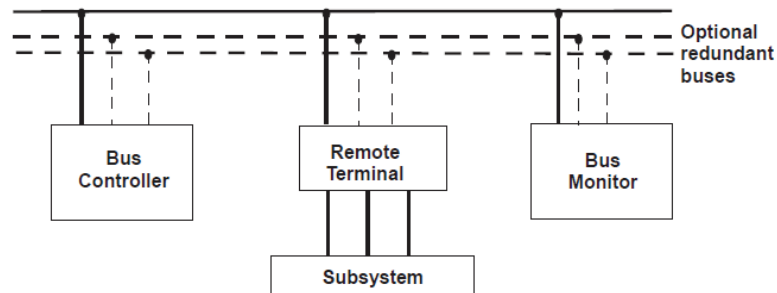 Optional
redundant
buses
Bus
Controller
Remote
Terminal
Bus
Monitor
Subsystem